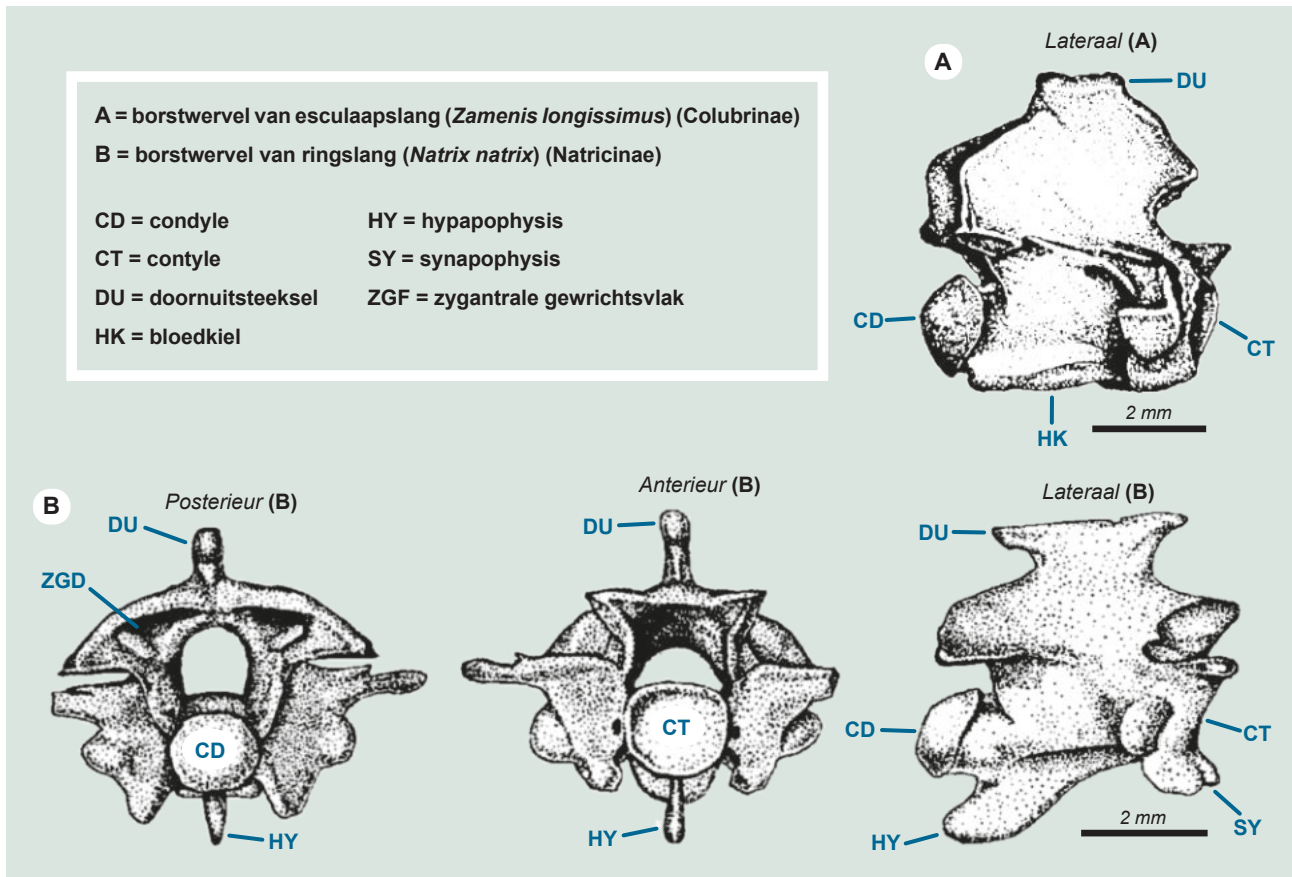 A = borstwervel van esculaapslang (Zamenis longissimus) (Colubrinae)
B = borstwervel van ringslang (Natrix natrix) (Natricinae)
CD = condyle
CT = contyle
DU = doornuitsteeksel
HK = bloedkiel
HY = hypapophysis
SY = synapophysis
ZGF = zygantrale gewrichtsvlak
A
Lateraal (A)
DU
CD
CT
HK
2 mm
B
Posterieur (B)
DU
ZGD
CD
HY
Anterieur (B)
DU
CT
HY
Lateraal (B)
DU
CD
CT
HY
SY
2 mm